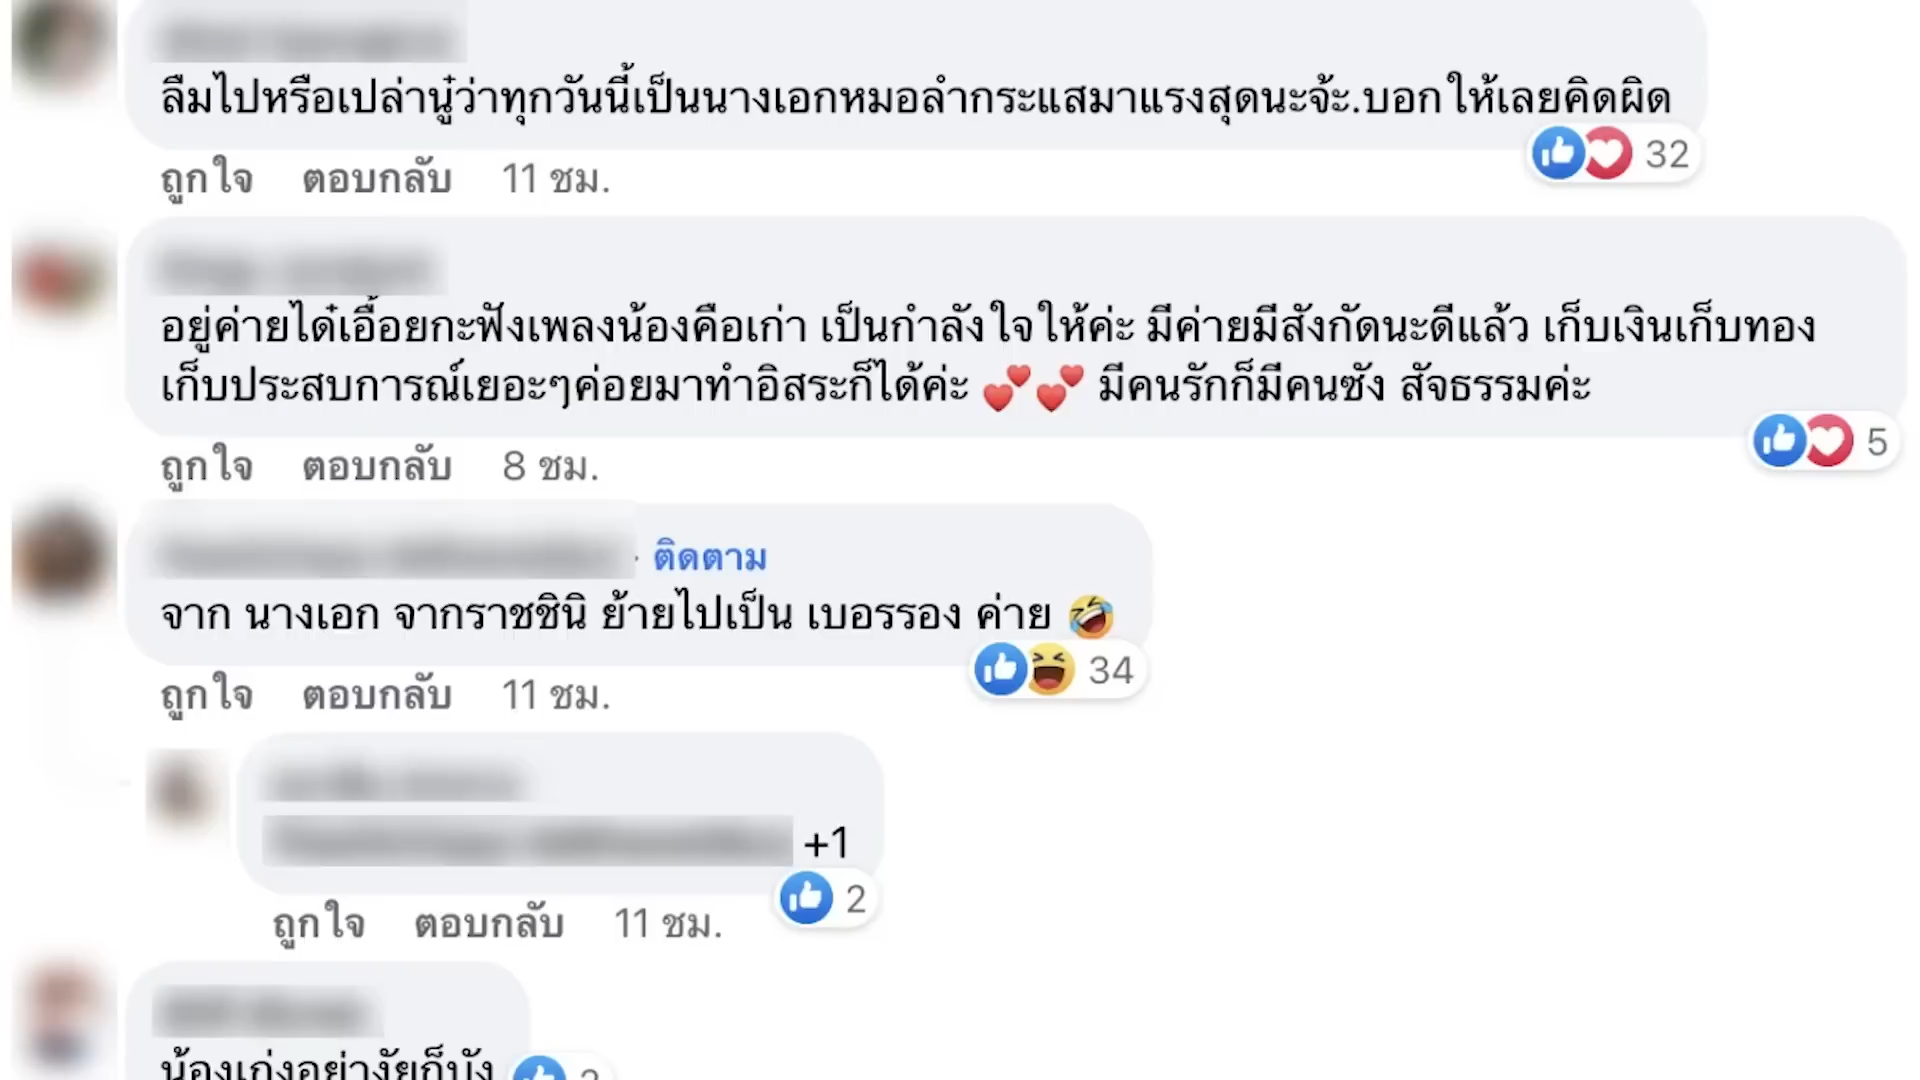 ลืมไปหรือเปล่านู๋ว่าทุกวันนี้เป็นนางเอกหมอลำกระแสมาแรงสุดนะจ้ะ.บอกให้เลยคิดผิด
32
ถูกใจ ตอบกลับ 11 ชม.
อยู่ค่ายได๋เอื้อยกะฟังเพลงน้องคือเก่า เป็นกำลังใจให้ค่ะ มีค่ายมีสังกัดนะดีแล้ว เก็บเงินเก็บทอง
เก็บประสบการณ์เยอะๆค่อยมาทำอิสระก็ได้ค่ะ 💕💕 มีคนรักก็มีคนซัง สัจธรรมค่ะ
5
ถูกใจ ตอบกลับ 8 ชม.
· ติดตาม
จาก นางเอก จากราชชินิ ย้ายไปเป็น เบอรรอง ค่าย 🤣
34
ถูกใจ ตอบกลับ 11 ชม.
+1
2
ถูกใจ ตอบกลับ 11 ชม.
น้องเก่งอย่างัยก็บัง